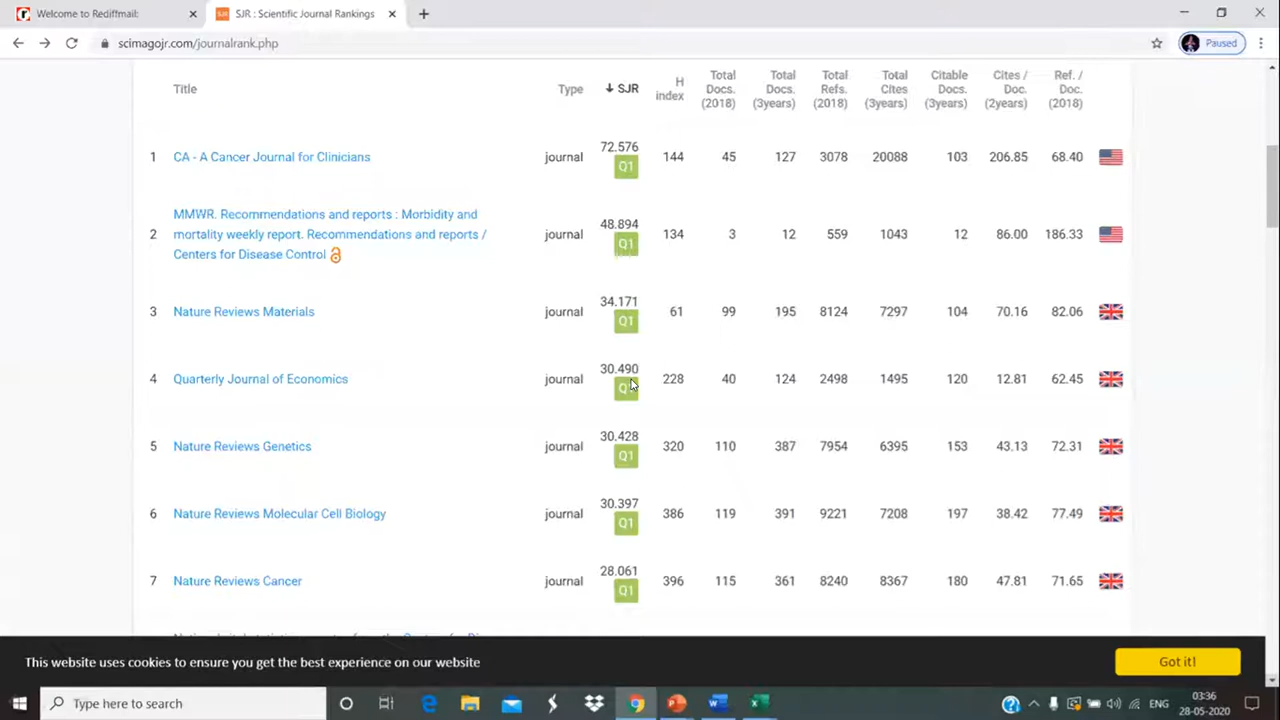 Welcome to Rediffmail:
SJR : Scientific Journal Rankings
scimagojr.com/journalrank.php
Paused
Title
Type
SJR
H index
Total Docs. (2018)
Total Docs. (3years)
Total Refs. (2018)
Total Cites (3years)
Citable Docs. (3years)
Cites / Doc. (2years)
Ref. / Doc. (2018)
1 CA - A Cancer Journal for Clinicians journal 72.576 Q1 144 45 127 3078 20088 103 206.85 68.40
2 MMWR. Recommendations and reports : Morbidity and
mortality weekly report. Recommendations and reports /
Centers for Disease Control journal 48.894 Q1 134 3 12 559 1043 12 86.00 186.33
3 Nature Reviews Materials journal 34.171 Q1 61 99 195 8124 7297 104 70.16 82.06
4 Quarterly Journal of Economics journal 30.490 Q1 228 40 124 2498 1495 120 12.81 62.45
5 Nature Reviews Genetics journal 30.428 Q1 320 110 387 7954 6395 153 43.13 72.31
6 Nature Reviews Molecular Cell Biology journal 30.397 Q1 386 119 391 9221 7208 197 38.42 77.49
7 Nature Reviews Cancer journal 28.061 Q1 396 115 361 8240 8367 180 47.81 71.65
This website uses cookies to ensure you get the best experience on our website
Got it!
Type here to search
ENG
03:36
28-05-2020